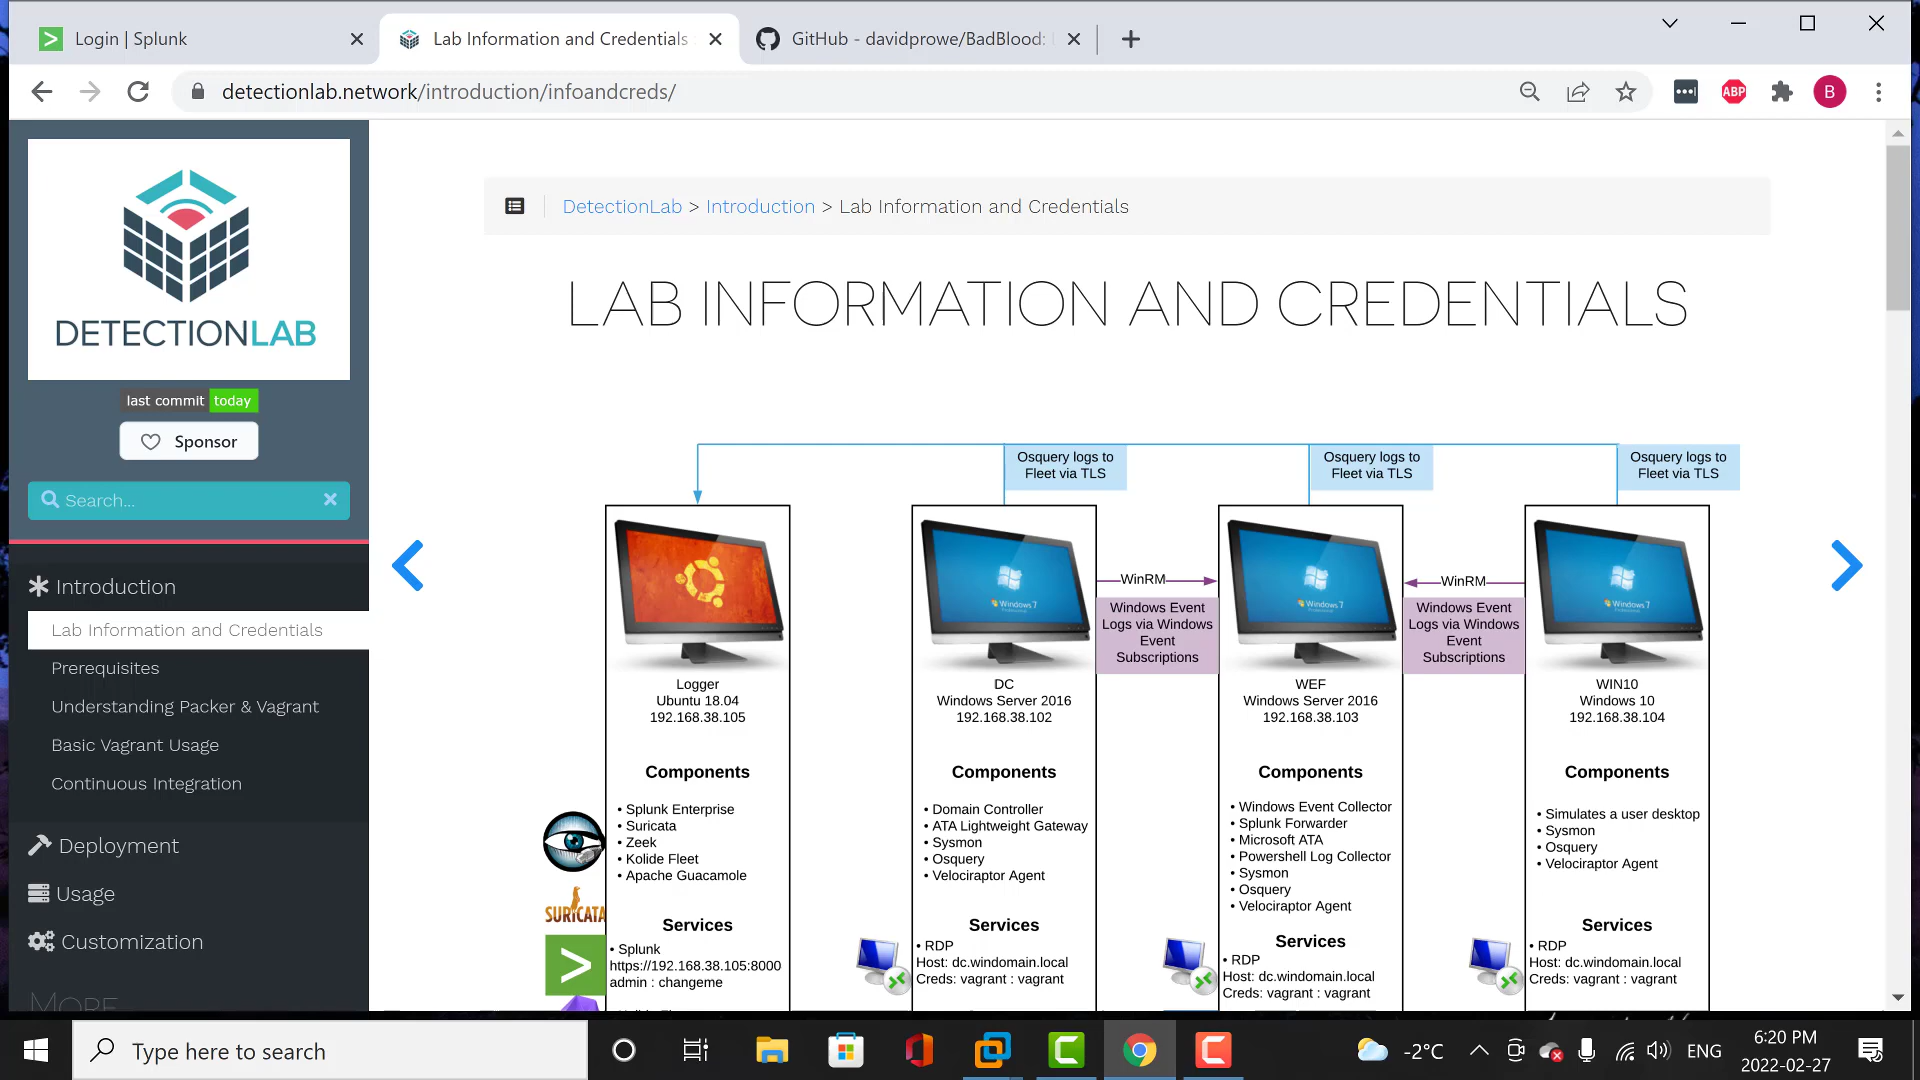 Login | Splunk
Lab Information and Credentials
GitHub - davidprowe/BadBlood:
detectionlab.network/introduction/infoandcreds/
ABP
B
DETECTIONLAB
last commit today
Sponsor
Search...
Introduction
Lab Information and Credentials
Prerequisites
Understanding Packer & Vagrant
Basic Vagrant Usage
Continuous Integration
Deployment
Usage
Customization
MORE
DetectionLab > Introduction > Lab Information and Credentials
LAB INFORMATION AND CREDENTIALS
Osquery logs to
Fleet via TLS
Osquery logs to
Fleet via TLS
Osquery logs to
Fleet via TLS
Windows 7
Windows 7
Windows 7
WinRM
Windows Event
Logs via Windows
Event
Subscriptions
WinRM
Windows Event
Logs via Windows
Event
Subscriptions
Logger
Ubuntu 18.04
192.168.38.105
Components
• Splunk Enterprise
• Suricata
• Zeek
• Kolide Fleet
• Apache Guacamole
SURICATA
Services
• Splunk
https://192.168.38.105:8000
admin : changeme
DC
Windows Server 2016
192.168.38.102
Components
• Domain Controller
• ATA Lightweight Gateway
• Sysmon
• Osquery
• Velociraptor Agent
Services
• RDP
Host: dc.windomain.local
Creds: vagrant : vagrant
WEF
Windows Server 2016
192.168.38.103
Components
• Windows Event Collector
• Splunk Forwarder
• Microsoft ATA
• Powershell Log Collector
• Sysmon
• Osquery
• Velociraptor Agent
Services
• RDP
Host: dc.windomain.local
Creds: vagrant : vagrant
WIN10
Windows 10
192.168.38.104
Components
• Simulates a user desktop
• Sysmon
• Osquery
• Velociraptor Agent
Services
• RDP
Host: dc.windomain.local
Creds: vagrant : vagrant
Type here to search
-2°C
ENG
6:20 PM
2022-02-27